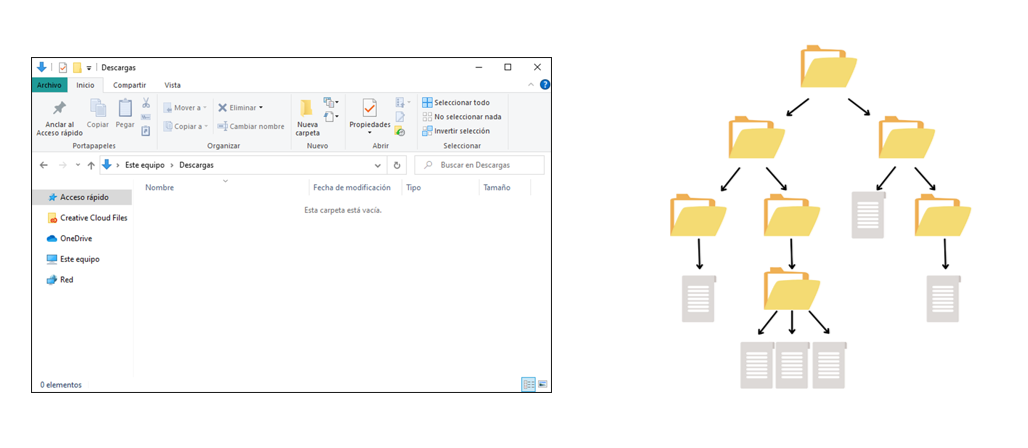 Descargas
Archivo Inicio Compartir Vista
Anclar al
Acceso rápido
Copiar
Pegar
Portapapeles
Mover a
Copiar a
Eliminar
Cambiar nombre
Organizar
Nueva
carpeta
Nuevo
Propiedades
Abrir
Seleccionar todo
No seleccionar nada
Invertir selección
Seleccionar
Este equipo > Descargas
Buscar en Descargas
Nombre Fecha de modificación Tipo Tamaño
Esta carpeta está vacía.
Acceso rápido
Creative Cloud Files
OneDrive
Este equipo
Red
0 elementos